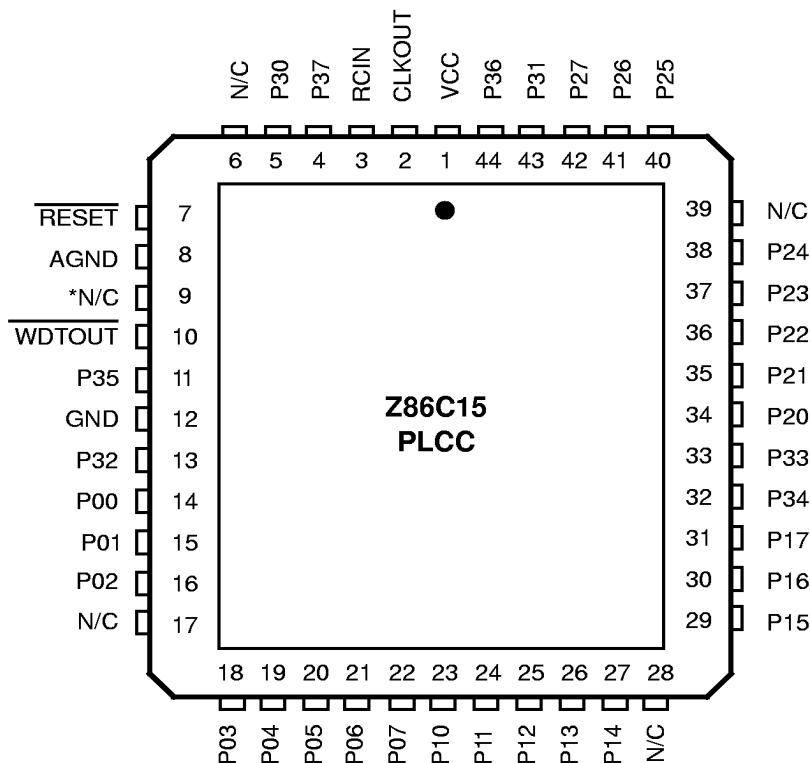 N/C P30 P37 RCIN CLKOUT VCC P36 P31 P27 P26 P25
6 5 4 3 2 1 44 43 42 41 40
RESET 7 39 N/C
AGND 8 38 P24
*N/C 9 37 P23
WDTOUT 10 36 P22
P35 11 35 P21
GND 12 34 P20
Z86C15
PLCC
P32 13 33 P33
P00 14 32 P34
P01 15 31 P17
P02 16 30 P16
N/C 17 29 P15
18 19 20 21 22 23 24 25 26 27 28
P03 P04 P05 P06 P07 P10 P11 P12 P13 P14 N/C